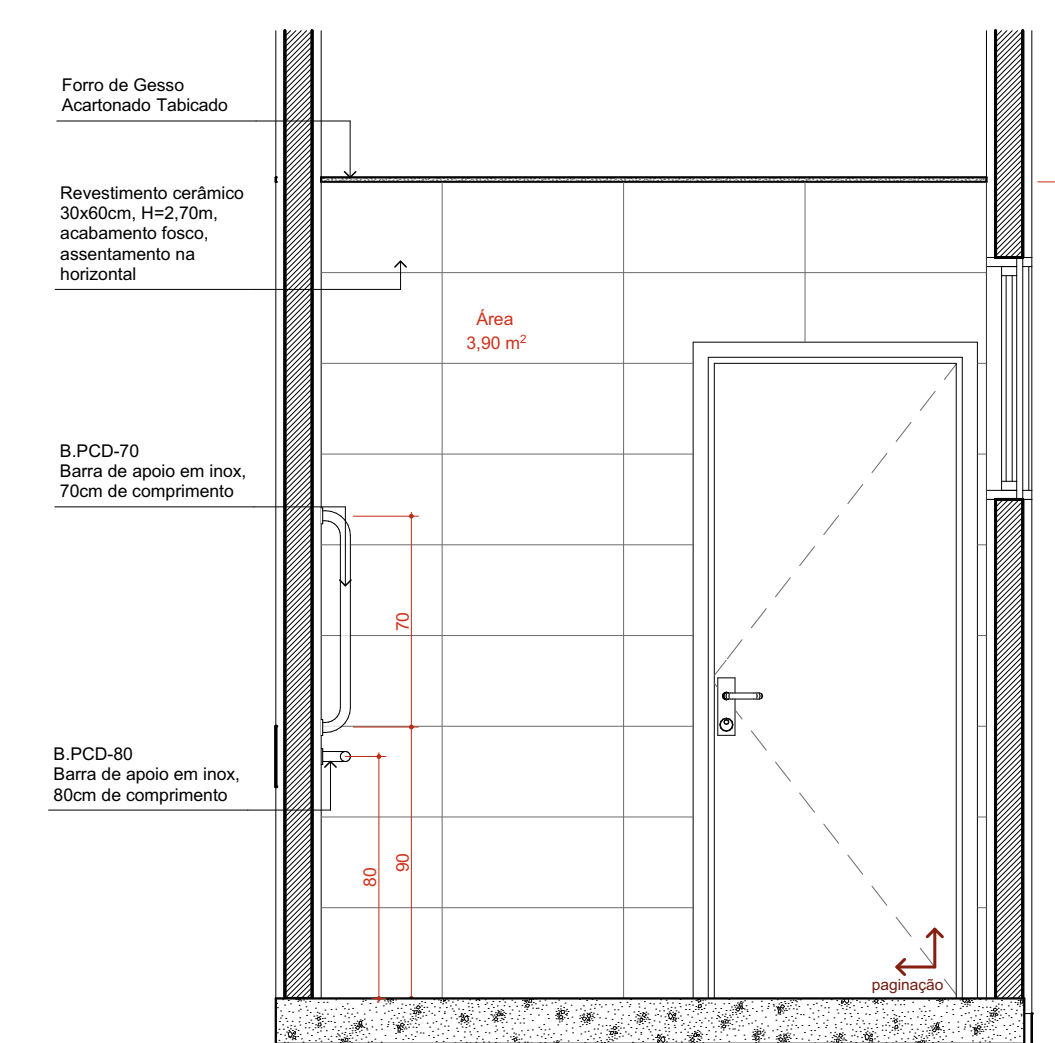 Forro de Gesso
Acartonado Tabicado
Revestimento cerâmico
30x60cm, H=2,70m,
acabamento fosco,
assentamento na
horizontal
Área
3,90 m²
B.PCD-70
Barra de apoio em inox,
70cm de comprimento
70
B.PCD-80
Barra de apoio em inox,
80cm de comprimento
80
90
paginação